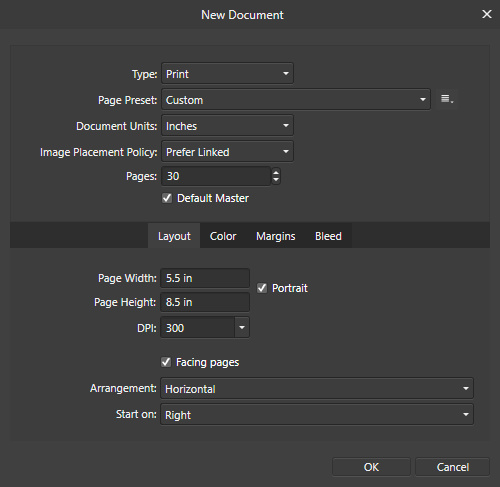 New Document
Type: Print
Page Preset: Custom
Document Units: Inches
Image Placement Policy: Prefer Linked
Pages: 30
Default Master
Layout Color Margins Bleed
Page Width: 5.5 in
Portrait
Page Height: 8.5 in
DPI: 300
Facing pages
Arrangement: Horizontal
Start on: Right
OK Cancel